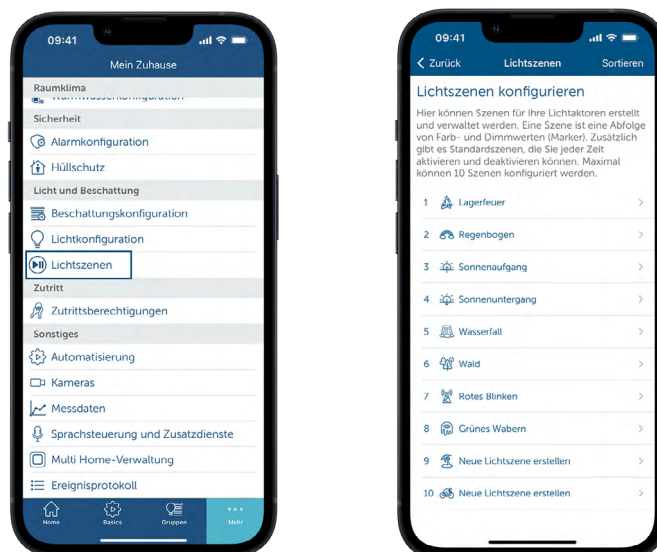 09:41
Mein Zuhause
Raumklima
Warmwasserkonfiguration
Sicherheit
Alarmkonfiguration
Hüllschutz
Licht und Beschattung
Beschattungskonfiguration
Lichtkonfiguration
Lichtszenen
Zutritt
Zutrittsberechtigungen
Sonstiges
Automatisierung
Kameras
Messdaten
Sprachsteuerung und Zusatzdienste
Multi Home-Verwaltung
Ereignisprotokoll
Home Basics Gruppen Mehr
09:41
Zurück Lichtszenen Sortieren
Lichtszenen konfigurieren
Hier können Szenen für Ihre Lichtaktoren erstellt
und verwaltet werden. Eine Szene ist eine Abfolge
von Farb- und Dimmwerten (Marker). Zusätzlich
gibt es Standardszenen, die Sie jeder Zeit
aktivieren und deaktivieren können. Maximal
können 10 Szenen konfiguriert werden.
1 Lagerfeuer
2 Regenbogen
3 Sonnenaufgang
4 Sonnenuntergang
5 Wasserfall
6 Wald
7 Rotes Blinken
8 Grünes Wabern
9 Neue Lichtszene erstellen
10 Neue Lichtszene erstellen